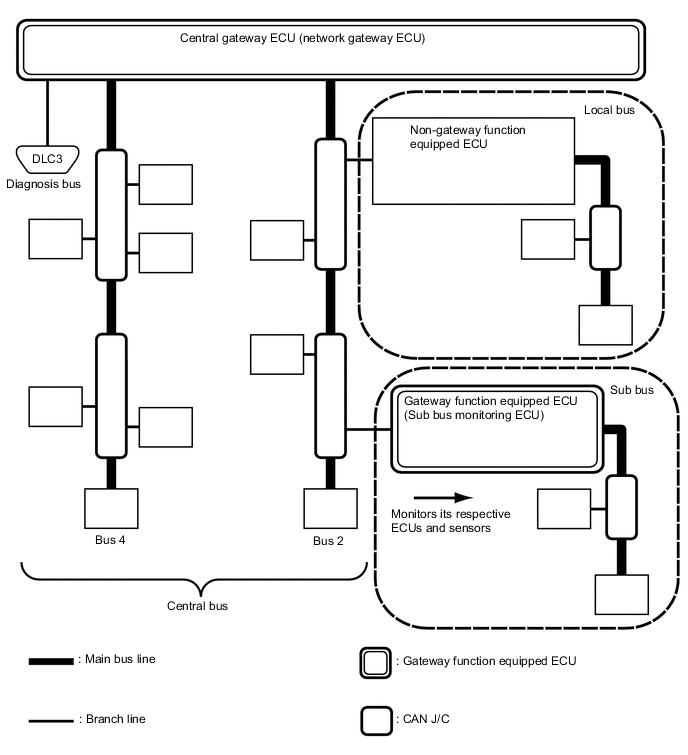 Central gateway ECU (network gateway ECU)
Local bus
Non-gateway function
equipped ECU
DLC3
Diagnosis bus
Sub bus
Gateway function equipped ECU
(Sub bus monitoring ECU)
Monitors its respective
ECUs and sensors
Bus 4
Bus 2
Central bus
: Main bus line
: Gateway function equipped ECU
: Branch line
: CAN J/C